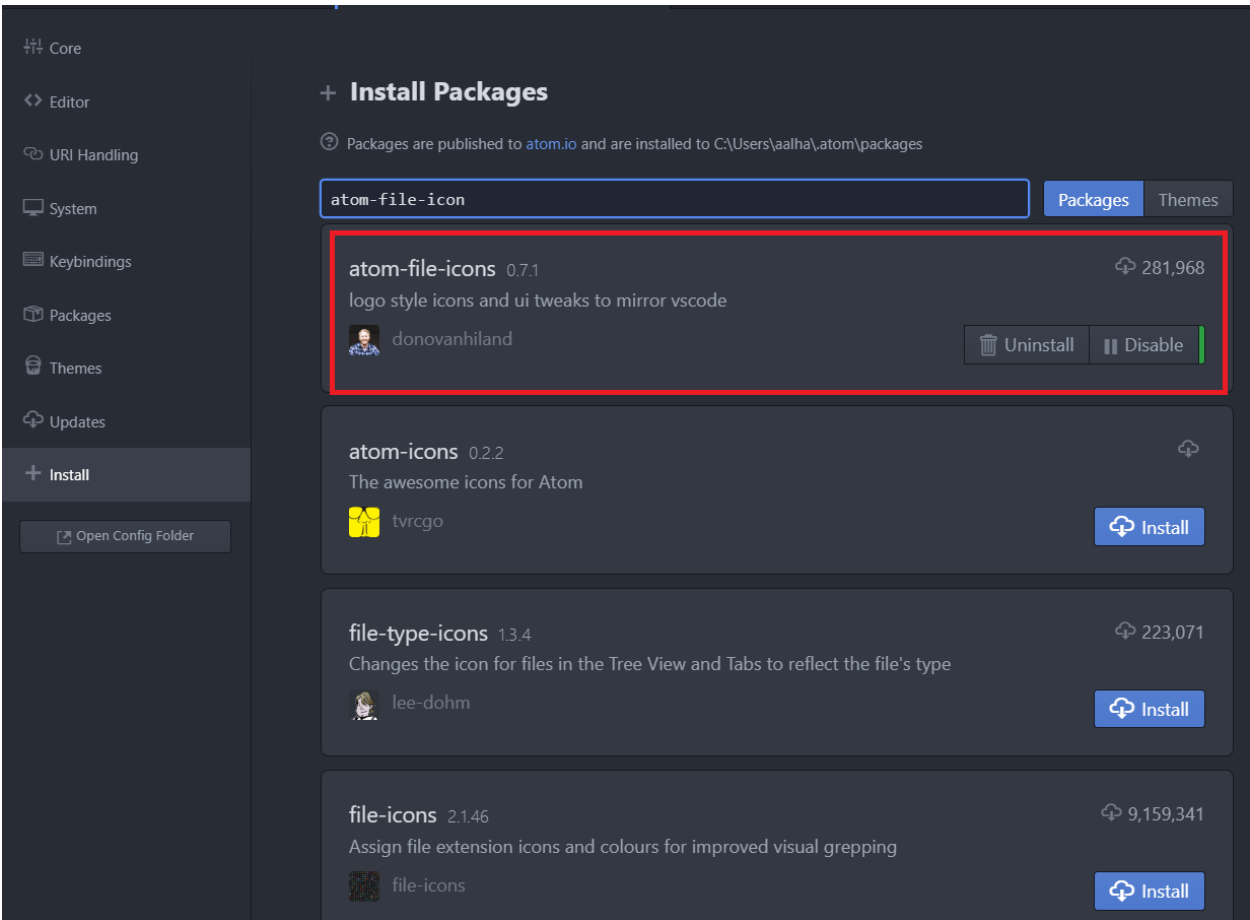 Core
Editor
URI Handling
System
Keybindings
Packages
Themes
Updates
Install
Open Config Folder
Install Packages
Packages are published to atom.io and are installed to C:\Users\aalha\.atom\packages
atom-file-icon
Packages Themes
atom-file-icons 0.7.1 281,968
logo style icons and ui tweaks to mirror vscode
donovanhiland Uninstall Disable
atom-icons 0.2.2
The awesome icons for Atom
tvrcgo Install
file-type-icons 1.3.4 223,071
Changes the icon for files in the Tree View and Tabs to reflect the file's type
lee-dohm Install
file-icons 2.1.46 9,159,341
Assign file extension icons and colours for improved visual grepping
file-icons Install